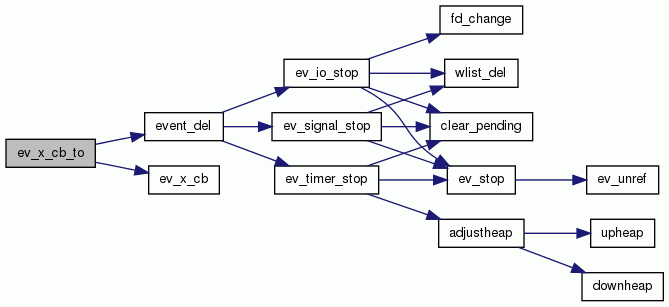 fd_change
ev_io_stop
wlist_del
event_del
ev_signal_stop
clear_pending
ev_x_cb_to
ev_x_cb
ev_timer_stop
ev_stop
ev_unref
adjustheap
upheap
downheap